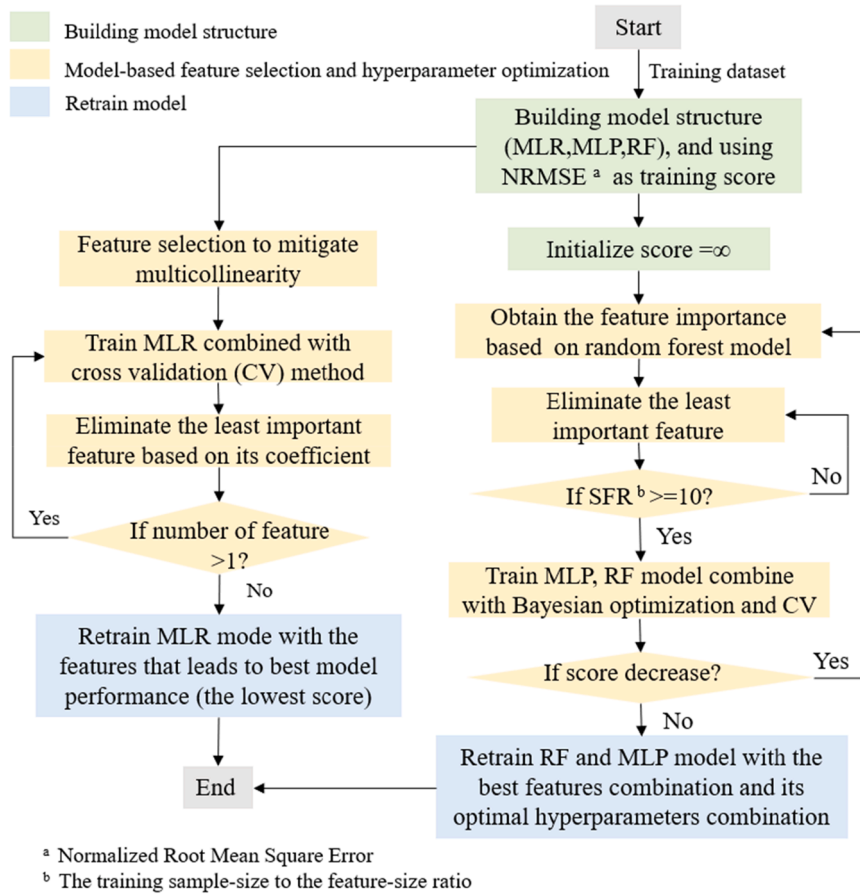 Building model structure
Model-based feature selection and hyperparameter optimization
Retrain model
Start
Training dataset
Building model structure
(MLR,MLP,RF), and using
NRMSE ᵃ as training score
Feature selection to mitigate
multicollinearity
Train MLR combined with
cross validation (CV) method
Eliminate the least important
feature based on its coefficient
Yes
If number of feature
>1?
No
Retrain MLR mode with the
features that leads to best model
performance (the lowest score)
End
Initialize score =∞
Obtain the feature importance
based on random forest model
Eliminate the least
important feature
No
If SFR ᵇ >=10?
Yes
Train MLP, RF model combine
with Bayesian optimization and CV
If score decrease?
Yes
No
Retrain RF and MLP model with the
best features combination and its
optimal hyperparameters combination
ᵃ Normalized Root Mean Square Error
ᵇ The training sample-size to the feature-size ratio